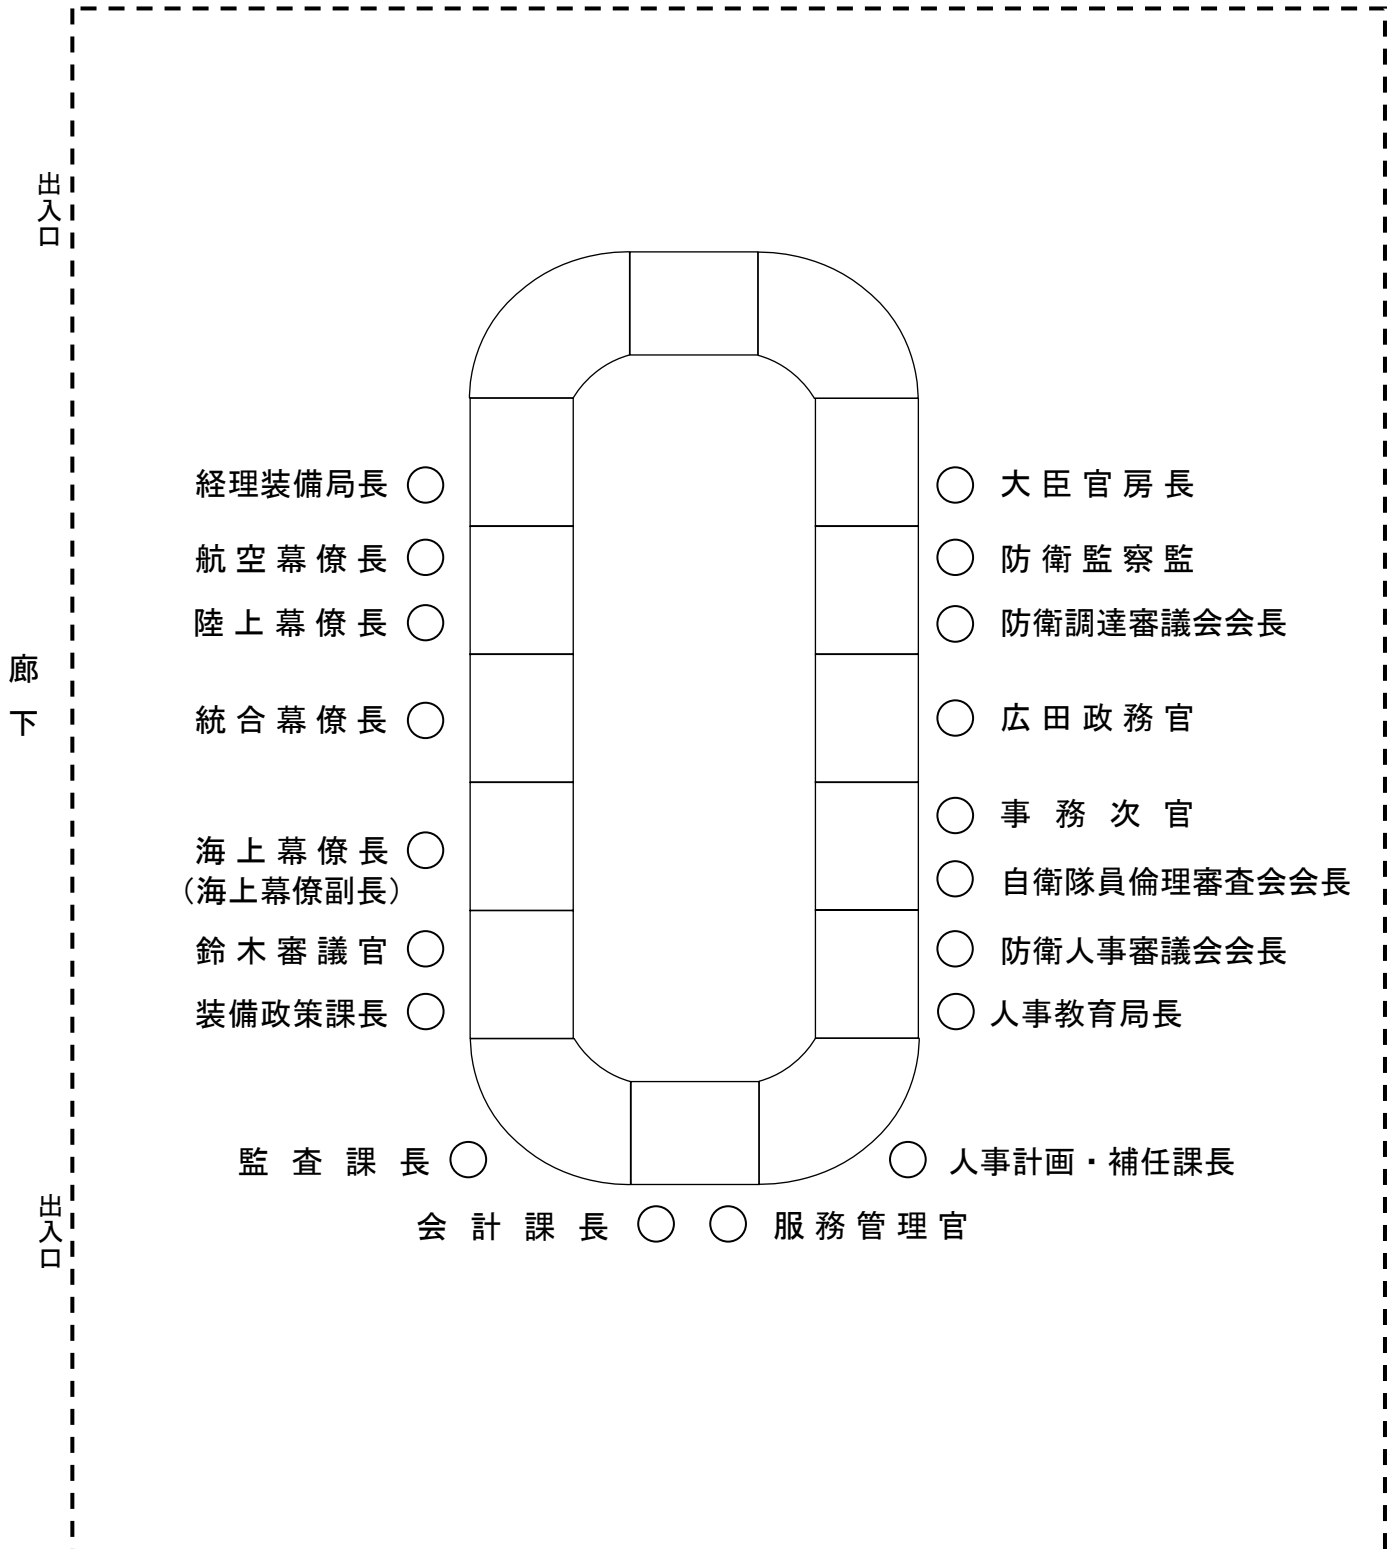 出入口
経理装備局長
大臣官房長
航空幕僚長
防衛監察監
陸上幕僚長
防衛調達審議会会長
廊下
統合幕僚長
広田政務官
事務次官
海上幕僚長
（海上幕僚副長）
自衛隊員倫理審査会会長
鈴木審議官
防衛人事審議会会長
装備政策課長
人事教育局長
監査課長
人事計画・補任課長
出入口
会計課長
服務管理官